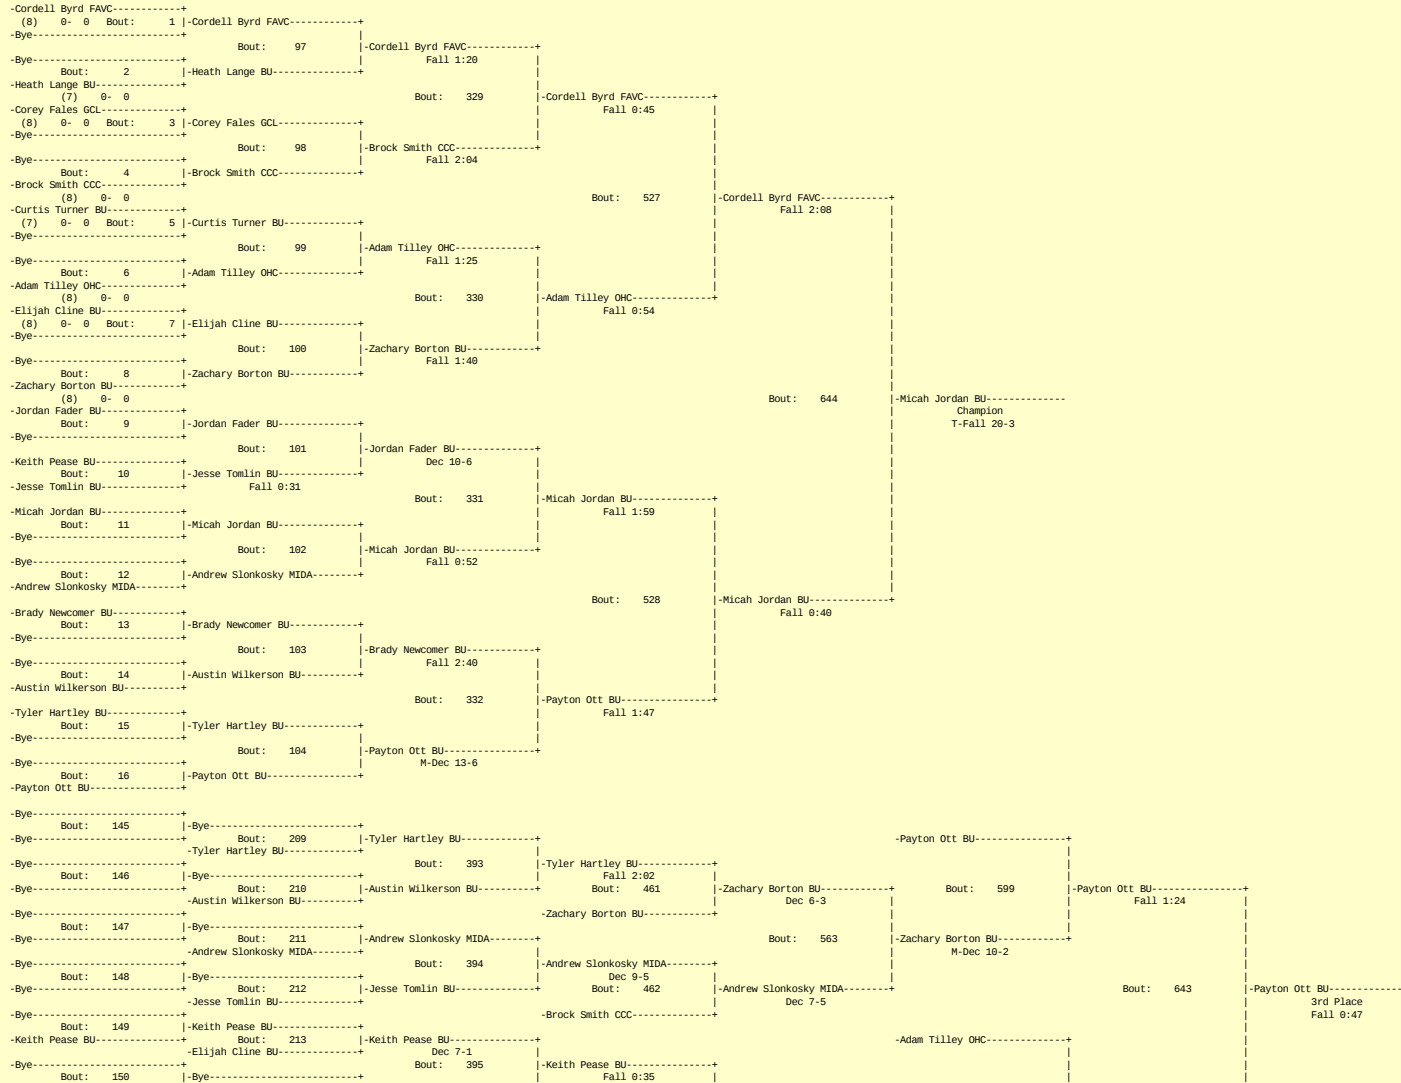 -Cordell Byrd FAVC------------+
(8) 0- 0 Bout: 1 |-Cordell Byrd FAVC------------+
-Bye--------------------------+ |
Bout: 97 |-Cordell Byrd FAVC------------+
-Bye--------------------------+ | Fall 1:20 |
Bout: 2 |-Heath Lange BU---------------+ |
-Heath Lange BU---------------+ |
(7) 0- 0 Bout: 329 |-Cordell Byrd FAVC------------+
-Corey Fales GCL--------------+ | Fall 0:45 |
(8) 0- 0 Bout: 3 |-Corey Fales GCL--------------+ | |
-Bye--------------------------+ | | |
Bout: 98 |-Brock Smith CCC--------------+ |
-Bye--------------------------+ | Fall 2:04 |
Bout: 4 |-Brock Smith CCC--------------+ |
-Brock Smith CCC--------------+ |
(8) 0- 0 Bout: 527 |-Cordell Byrd FAVC------------+
-Curtis Turner BU-------------+ | Fall 2:08 |
(7) 0- 0 Bout: 5 |-Curtis Turner BU-------------+ | |
-Bye--------------------------+ | | |
Bout: 99 |-Adam Tilley OHC--------------+ | |
-Bye--------------------------+ | Fall 1:25 | | |
Bout: 6 |-Adam Tilley OHC--------------+ | | |
-Adam Tilley OHC--------------+ | | |
(8) 0- 0 Bout: 330 |-Adam Tilley OHC--------------+ |
-Elijah Cline BU--------------+ | Fall 0:54 |
(8) 0- 0 Bout: 7 |-Elijah Cline BU--------------+ | |
-Bye--------------------------+ | | |
Bout: 100 |-Zachary Borton BU------------+ |
-Bye--------------------------+ | Fall 1:40 |
Bout: 8 |-Zachary Borton BU------------+ |
-Zachary Borton BU------------+ |
(8) 0- 0 Bout: 644 |-Micah Jordan BU--------------
-Jordan Fader BU--------------+ | Champion
Bout: 9 |-Jordan Fader BU--------------+ | T-Fall 20-3
-Bye--------------------------+ | |
Bout: 101 |-Jordan Fader BU--------------+ |
-Keith Pease BU---------------+ | Dec 10-6 | |
Bout: 10 |-Jesse Tomlin BU--------------+ | |
-Jesse Tomlin BU--------------+ Fall 0:31 | |
Bout: 331 |-Micah Jordan BU--------------+ |
-Micah Jordan BU--------------+ | Fall 1:59 | |
Bout: 11 |-Micah Jordan BU--------------+ | | |
-Bye--------------------------+ | | | |
Bout: 102 |-Micah Jordan BU--------------+ | |
-Bye--------------------------+ | Fall 0:52 | |
Bout: 12 |-Andrew Slonkosky MIDA--------+ | |
-Andrew Slonkosky MIDA--------+ | |
Bout: 528 |-Micah Jordan BU--------------+
-Brady Newcomer BU------------+ | Fall 0:40
Bout: 13 |-Brady Newcomer BU------------+ |
-Bye--------------------------+ | |
Bout: 103 |-Brady Newcomer BU------------+ |
-Bye--------------------------+ | Fall 2:40 | |
Bout: 14 |-Austin Wilkerson BU----------+ | |
-Austin Wilkerson BU----------+ | |
Bout: 332 |-Payton Ott BU----------------+
-Tyler Hartley BU-------------+ | Fall 1:47
Bout: 15 |-Tyler Hartley BU-------------+ |
-Bye--------------------------+ | |
Bout: 104 |-Payton Ott BU----------------+
-Bye--------------------------+ | M-Dec 13-6
Bout: 16 |-Payton Ott BU----------------+
-Payton Ott BU----------------+
-Bye--------------------------+
Bout: 145 |-Bye--------------------------+
-Bye--------------------------+ Bout: 209 |-Tyler Hartley BU-------------+ -Payton Ott BU----------------+
-Tyler Hartley BU-------------+ | |
-Bye--------------------------+ Bout: 393 |-Tyler Hartley BU-------------+ |
Bout: 146 |-Bye--------------------------+ | Fall 2:02 | |
-Bye--------------------------+ Bout: 210 |-Austin Wilkerson BU----------+ Bout: 461 |-Zachary Borton BU------------+ Bout: 599 |-Payton Ott BU----------------+
-Austin Wilkerson BU----------+ | Dec 6-3 | | Fall 1:24 |
-Bye--------------------------+ -Zachary Borton BU------------+ | | |
Bout: 147 |-Bye--------------------------+ | | |
-Bye--------------------------+ Bout: 211 |-Andrew Slonkosky MIDA--------+ Bout: 563 |-Zachary Borton BU------------+ |
-Andrew Slonkosky MIDA--------+ | | M-Dec 10-2 |
-Bye--------------------------+ Bout: 394 |-Andrew Slonkosky MIDA--------+ | |
Bout: 148 |-Bye--------------------------+ | Dec 9-5 | | |
-Bye--------------------------+ Bout: 212 |-Jesse Tomlin BU--------------+ Bout: 462 |-Andrew Slonkosky MIDA--------+ Bout: 643 |-Payton Ott BU----------------
-Jesse Tomlin BU--------------+ | Dec 7-5 | 3rd Place
-Bye--------------------------+ -Brock Smith CCC--------------+ | Fall 0:47
Bout: 149 |-Keith Pease BU---------------+ |
-Keith Pease BU---------------+ Bout: 213 |-Keith Pease BU---------------+ -Adam Tilley OHC--------------+ |
-Elijah Cline BU--------------+ Dec 7-1 | | |
-Bye--------------------------+ Bout: 395 |-Keith Pease BU---------------+ | |
Bout: 150 |-Bye--------------------------+ | Fall 0:35 | | |